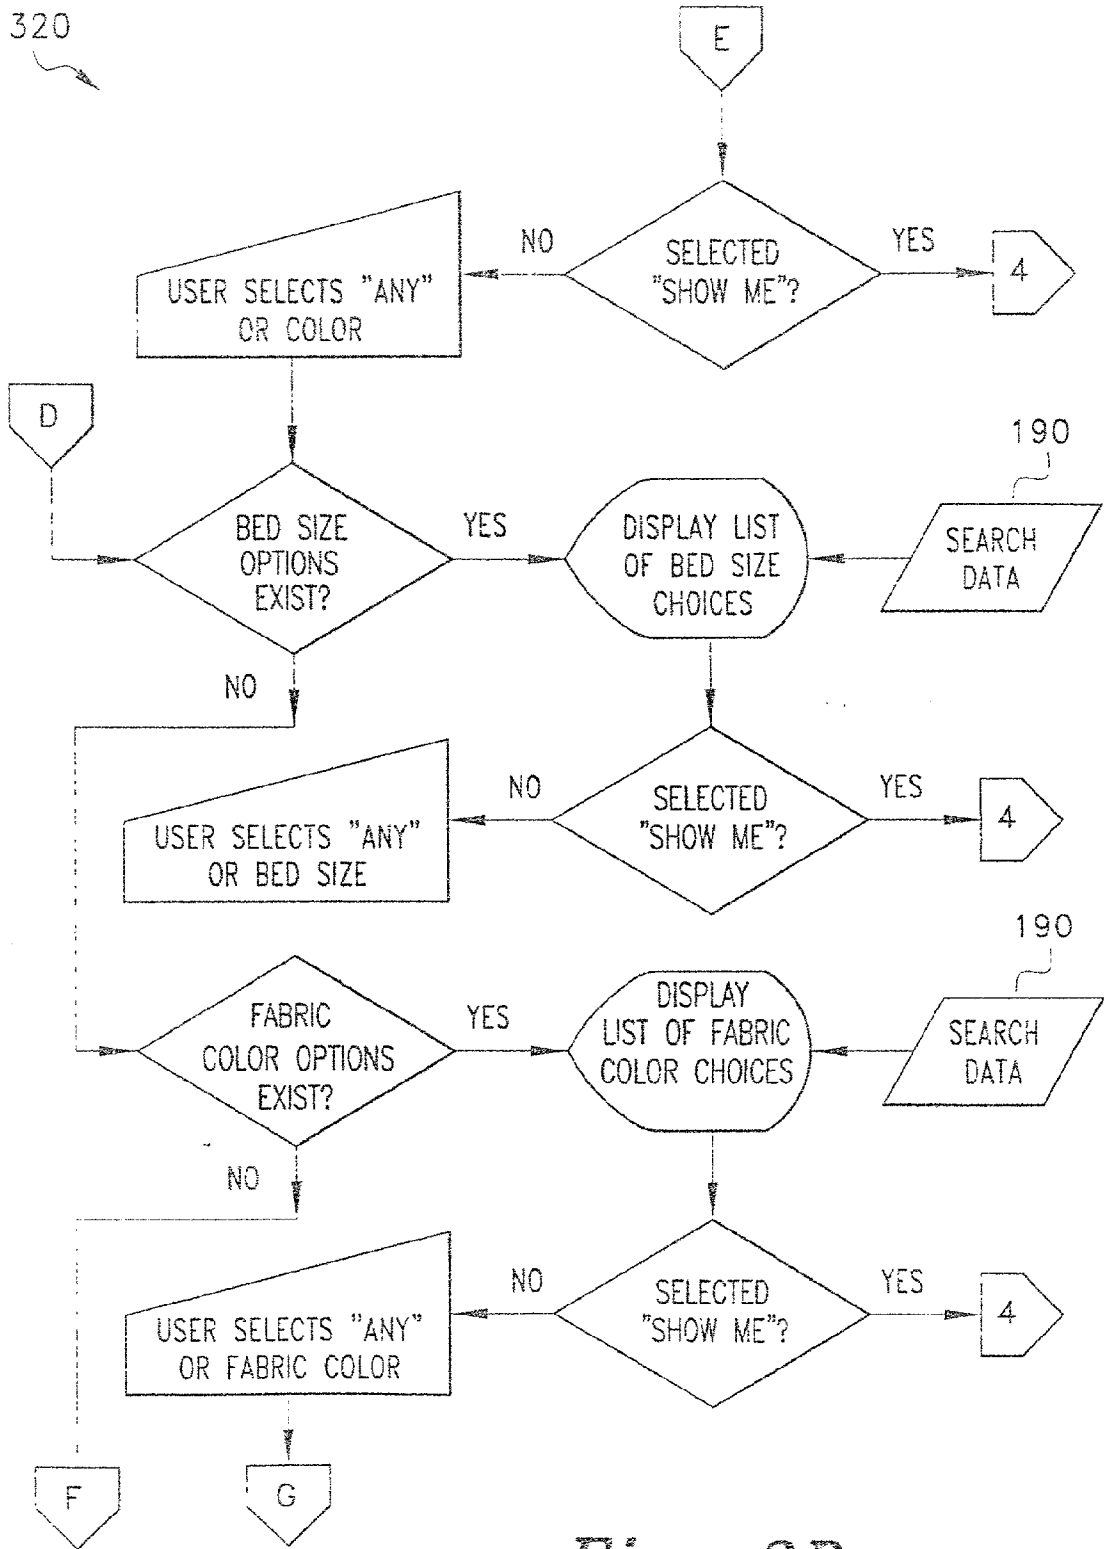 320
E
SELECTED
"SHOW ME"?
NO
YES
4
USER SELECTS "ANY"
OR COLOR
D
BED SIZE
OPTIONS
EXIST?
YES
DISPLAY LIST
OF BED SIZE
CHOICES
190
SEARCH
DATA
NO
SELECTED
"SHOW ME"?
NO
YES
4
USER SELECTS "ANY"
OR BED SIZE
FABRIC
COLOR OPTIONS
EXIST?
YES
DISPLAY
LIST OF FABRIC
COLOR CHOICES
190
SEARCH
DATA
NO
SELECTED
"SHOW ME"?
NO
YES
4
USER SELECTS "ANY"
OR FABRIC COLOR
F
G